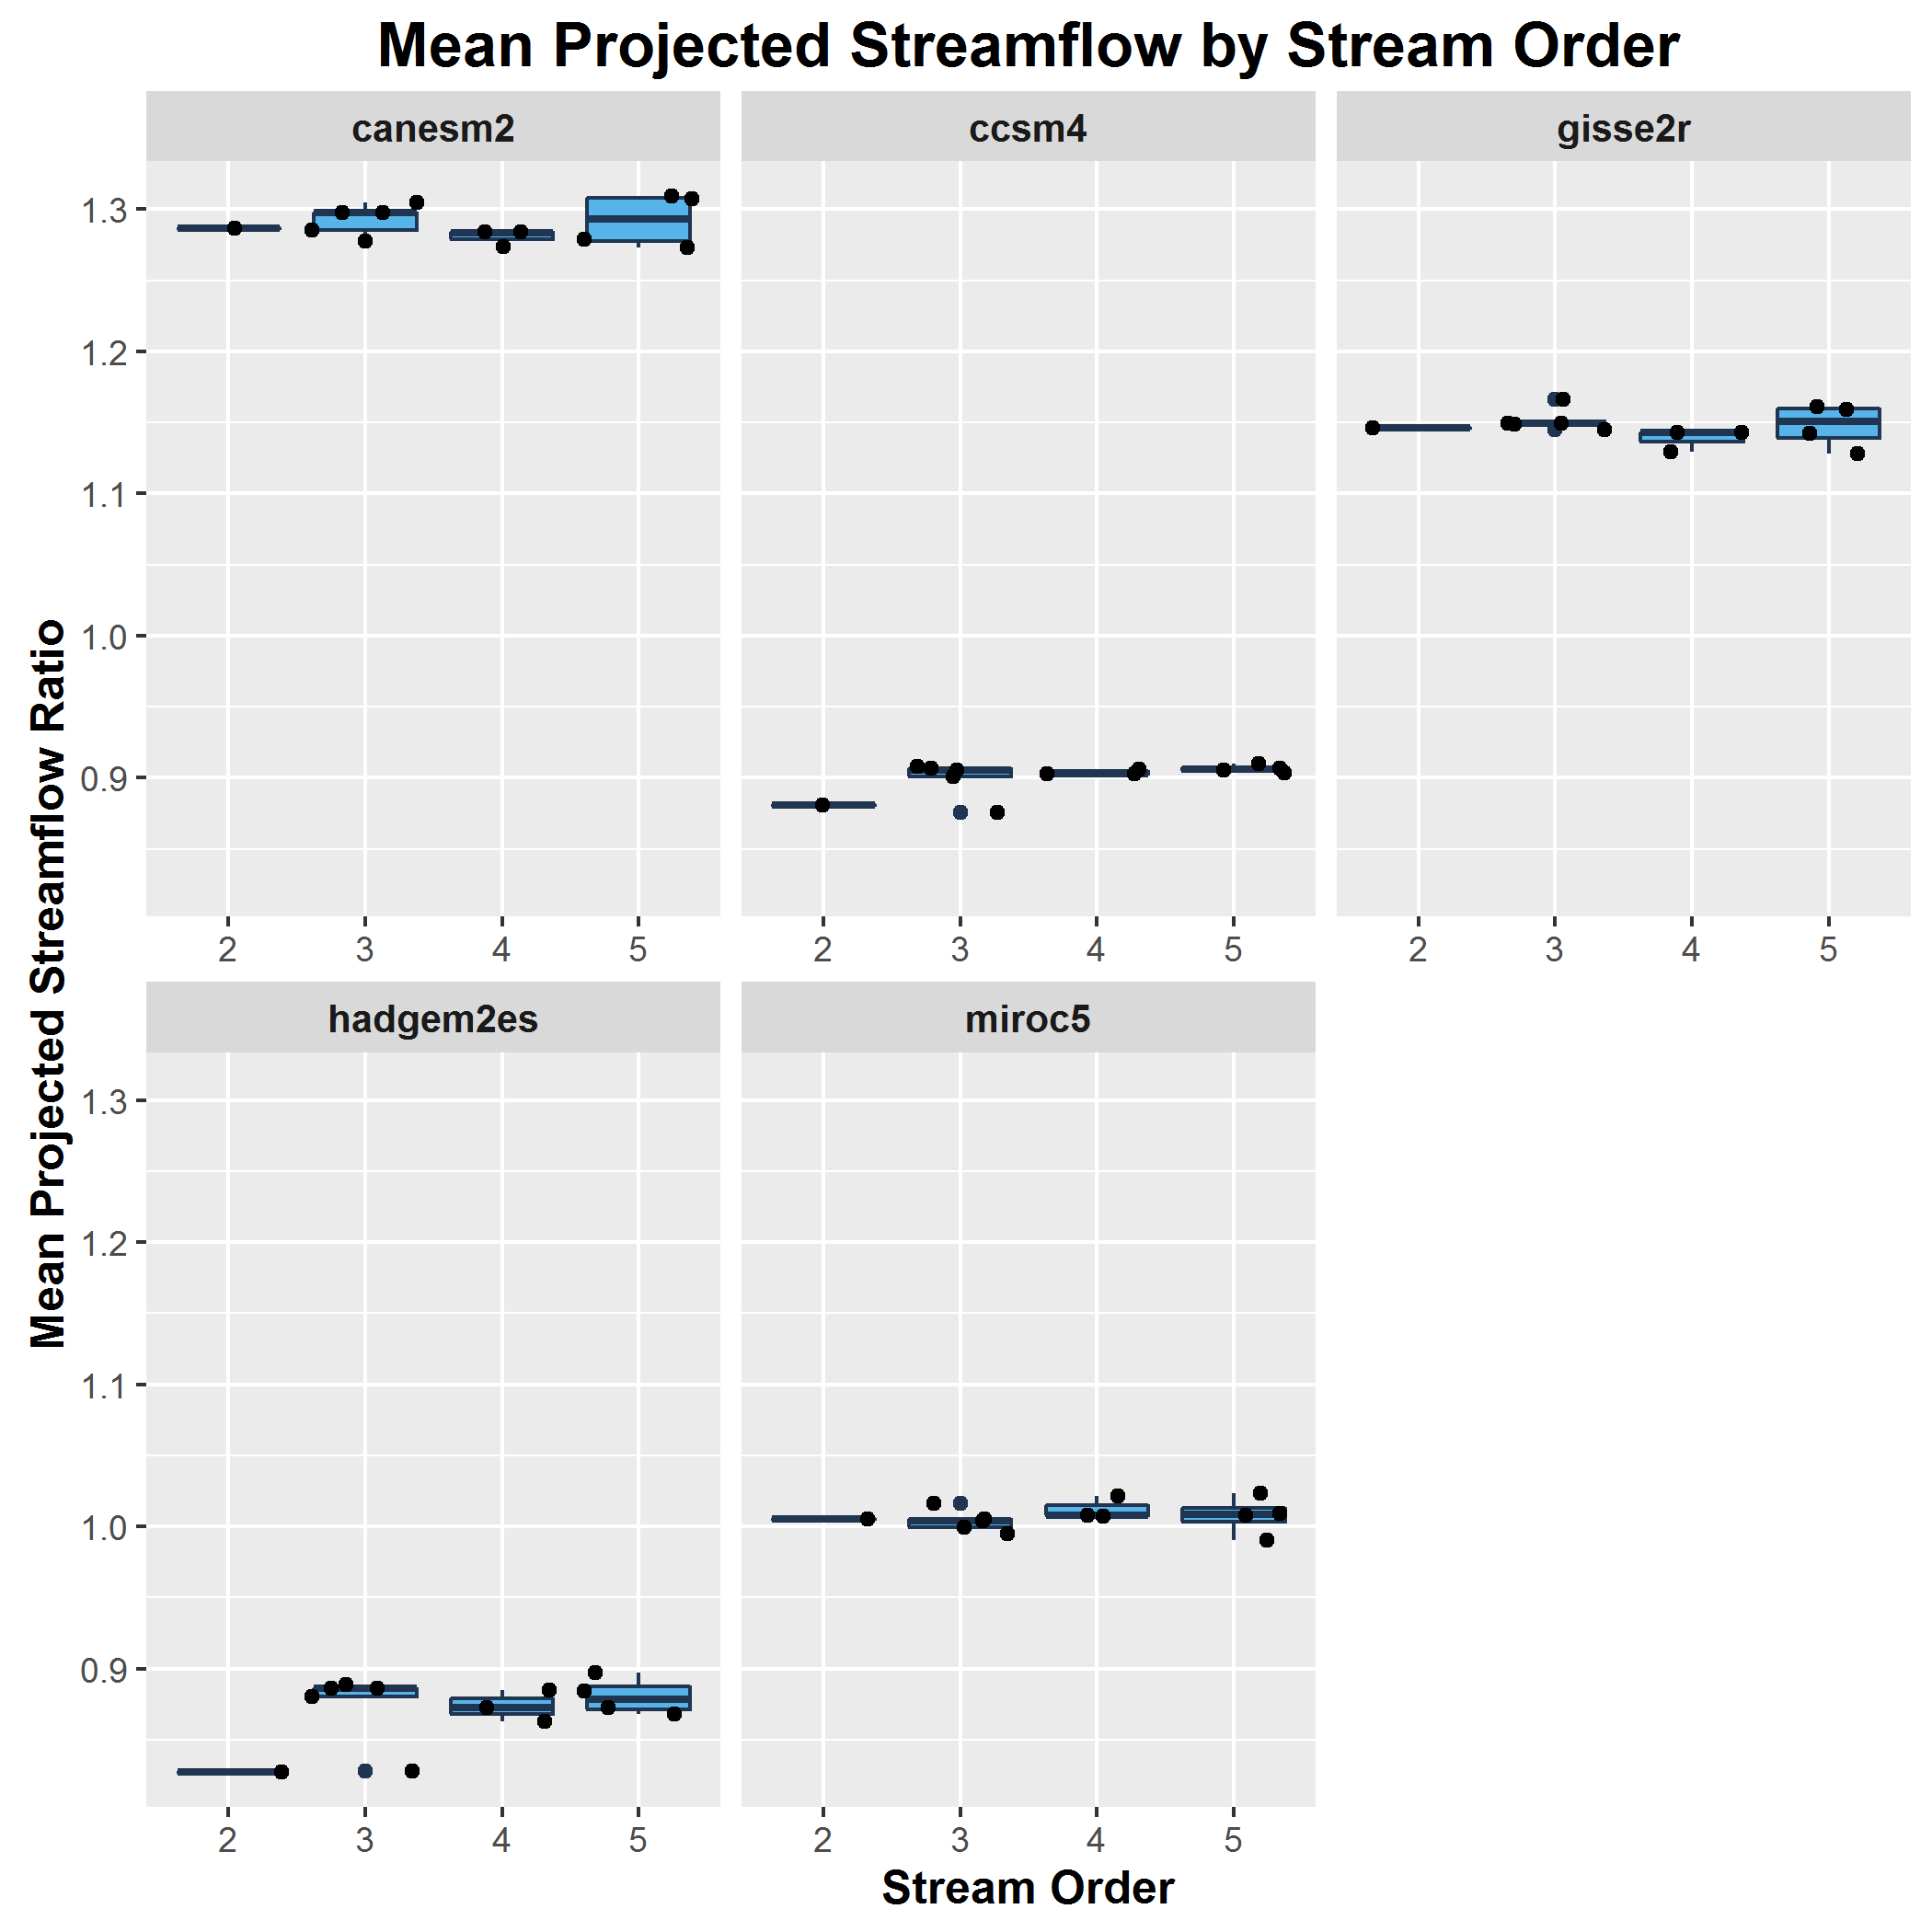 Mean Projected Streamflow by Stream Order
canesm2
ccsm4
gisse2r
Mean Projected Streamflow Ratio
1.3
1.2
1.1
1.0
0.9
2 3 4 5
2 3 4 5
2 3 4 5
hadgem2es
miroc5
1.3
1.2
1.1
1.0
0.9
2 3 4 5
2 3 4 5
Stream Order